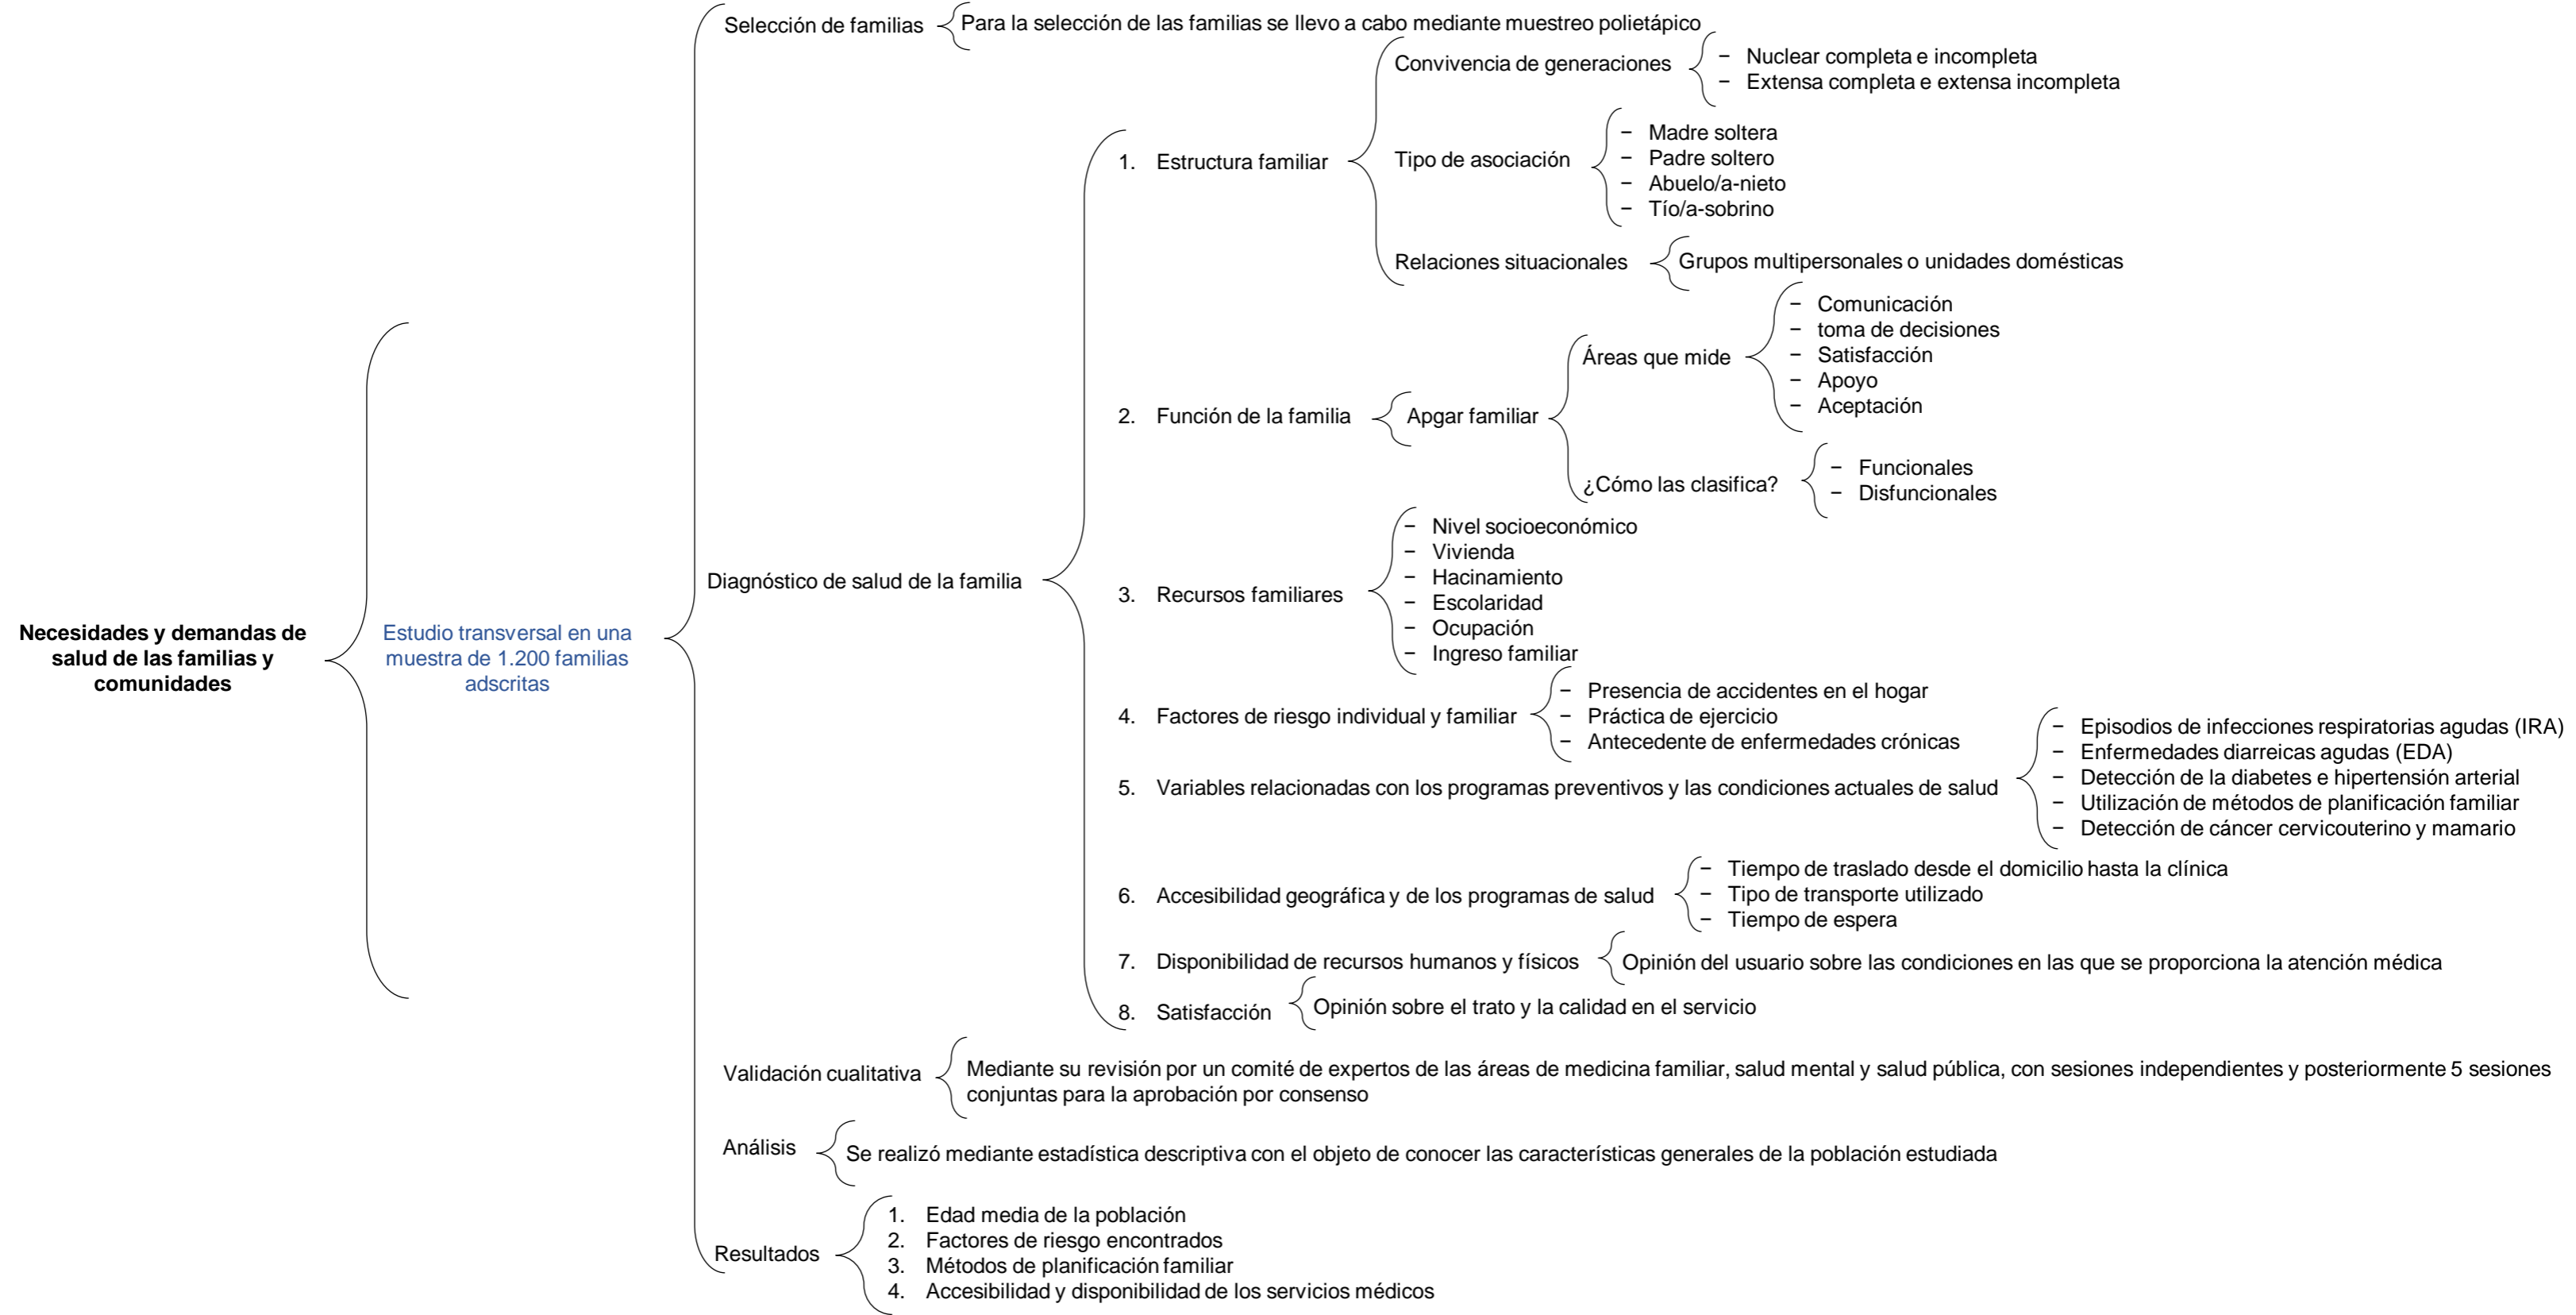 Necesidades y demandas de
salud de las familias y
comunidades
Estudio transversal en una
muestra de 1.200 familias
adscritas
Selección de familias
Para la selección de las familias se llevo a cabo mediante muestreo polietápico
Diagnóstico de salud de la familia
1. Estructura familiar
Convivencia de generaciones
− Nuclear completa e incompleta
− Extensa completa e extensa incompleta
Tipo de asociación
− Madre soltera
− Padre soltero
− Abuelo/a-nieto
− Tío/a-sobrino
Relaciones situacionales
Grupos multipersonales o unidades domésticas
2. Función de la familia
Apgar familiar
Áreas que mide
− Comunicación
− toma de decisiones
− Satisfacción
− Apoyo
− Aceptación
¿Cómo las clasifica?
− Funcionales
− Disfuncionales
3. Recursos familiares
− Nivel socioeconómico
− Vivienda
− Hacinamiento
− Escolaridad
− Ocupación
− Ingreso familiar
4. Factores de riesgo individual y familiar
− Presencia de accidentes en el hogar
− Práctica de ejercicio
− Antecedente de enfermedades crónicas
5. Variables relacionadas con los programas preventivos y las condiciones actuales de salud
− Episodios de infecciones respiratorias agudas (IRA)
− Enfermedades diarreicas agudas (EDA)
− Detección de la diabetes e hipertensión arterial
− Utilización de métodos de planificación familiar
− Detección de cáncer cervicouterino y mamario
6. Accesibilidad geográfica y de los programas de salud
− Tiempo de traslado desde el domicilio hasta la clínica
− Tipo de transporte utilizado
− Tiempo de espera
7. Disponibilidad de recursos humanos y físicos
Opinión del usuario sobre las condiciones en las que se proporciona la atención médica
8. Satisfacción
Opinión sobre el trato y la calidad en el servicio
Validación cualitativa
Mediante su revisión por un comité de expertos de las áreas de medicina familiar, salud mental y salud pública, con sesiones independientes y posteriormente 5 sesiones
conjuntas para la aprobación por consenso
Análisis
Se realizó mediante estadística descriptiva con el objeto de conocer las características generales de la población estudiada
Resultados
1. Edad media de la población
2. Factores de riesgo encontrados
3. Métodos de planificación familiar
4. Accesibilidad y disponibilidad de los servicios médicos